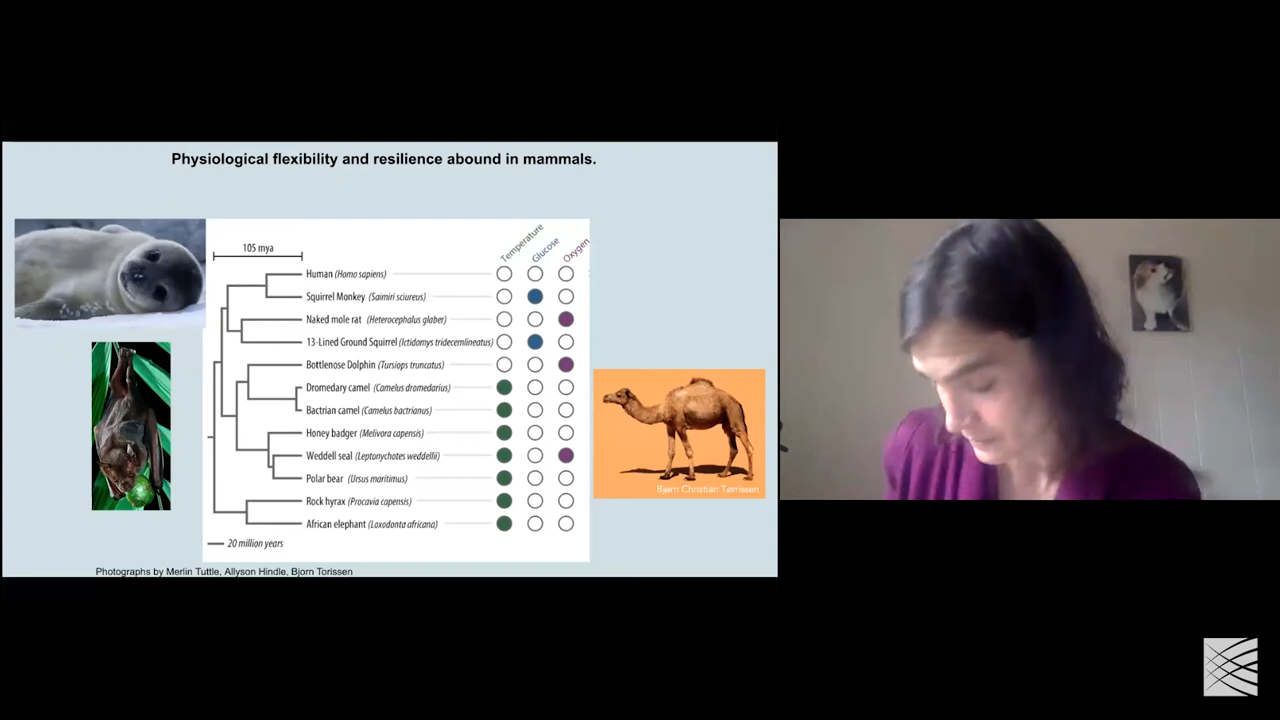 Physiological flexibility and resilience abound in mammals.
105 mya
Temperature
Glucose
Oxygen
Human (Homo sapiens)
Squirrel Monkey (Saimiri sciureus)
Naked mole rat (Heterocephalus glaber)
13-Lined Ground Squirrel (Ictidomys tridecemlineatus)
Bottlenose Dolphin (Tursiops truncatus)
Dromedary camel (Camelus dromedarius)
Bactrian camel (Camelus bactrianus)
Honey badger (Melivora capensis)
Weddell seal (Leptonychotes weddellii)
Polar bear (Ursus maritimus)
Rock hyrax (Procavia capensis)
African elephant (Loxodonta africana)
20 million years
Bjørn Christian Tørrissen
Photographs by Merlin Tuttle, Allyson Hindle, Bjorn Torissen